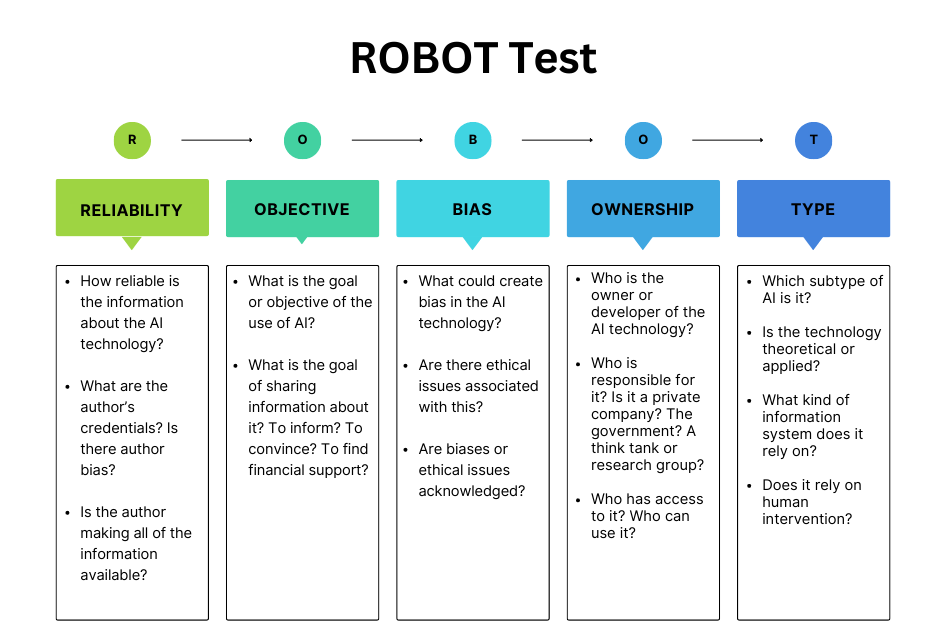 ROBOT Test
R
O
B
O
T
RELIABILITY
OBJECTIVE
BIAS
OWNERSHIP
TYPE
• How reliable is
the information
about the AI
technology?
• What are the
author's
credentials? Is
there author
bias?
• Is the author
making all of the
information
available?
• What is the goal
or objective of the
use of AI?
• What is the goal
of sharing
information about
it? To inform? To
convince? To find
financial support?
• What could create
bias in the AI
technology?
• Are there ethical
issues associated
with this?
• Are biases or
ethical issues
acknowledged?
• Who is the
owner or
developer of the
AI technology?
• Who is
responsible for
it? Is it a private
company? The
government? A
think tank or
research group?
• Who has access
to it? Who can
use it?
• Which subtype of
AI is it?
• Is the technology
theoretical or
applied?
• What kind of
information
system does it
rely on?
• Does it rely on
human
intervention?